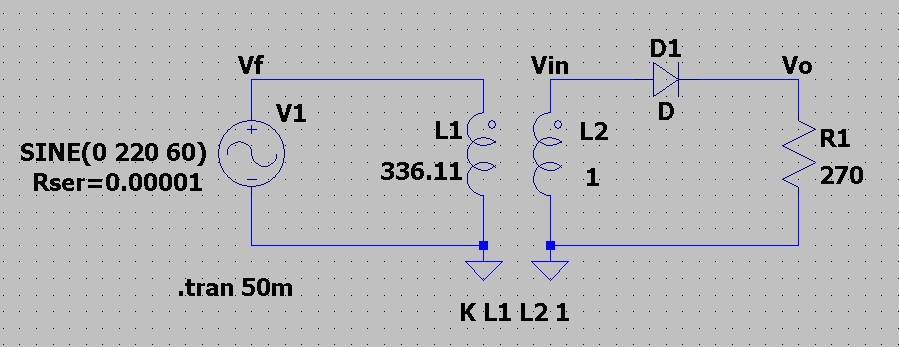 Vf
Vin
D1
Vo
V1
D
L1
L2
R1
SINE(0 220 60)
336.11
1
270
Rser=0.00001
.tran 50m
K L1 L2 1